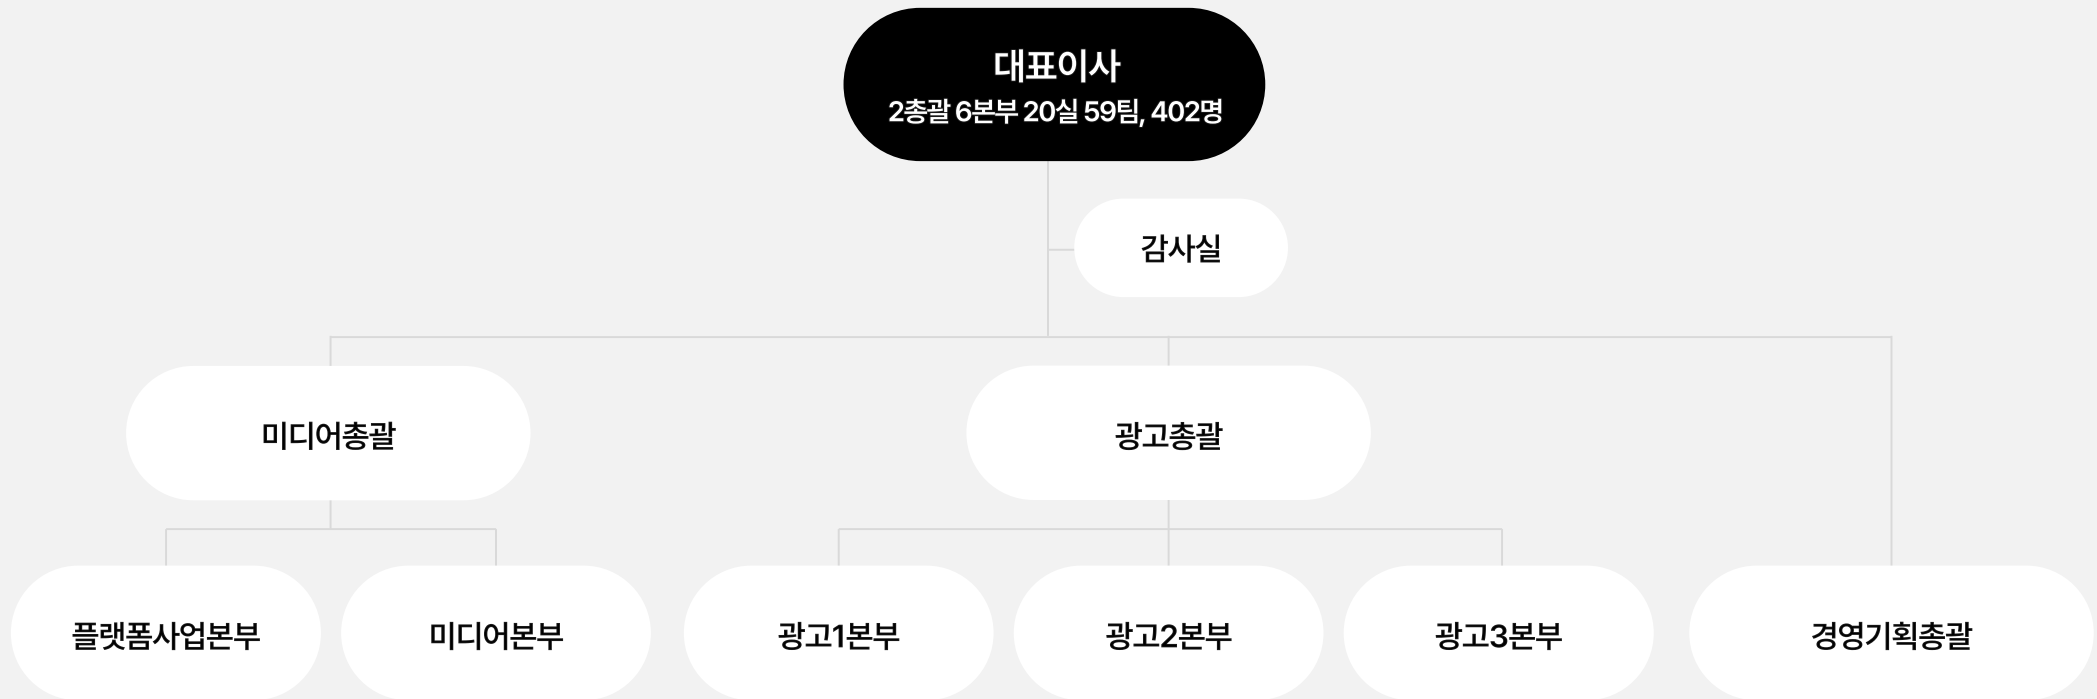 대표이사
2총괄 6본부 20실 59팀, 402명
감사실
미디어총괄
광고총괄
플랫폼사업본부
미디어본부
광고1본부
광고2본부
광고3본부
경영기획총괄